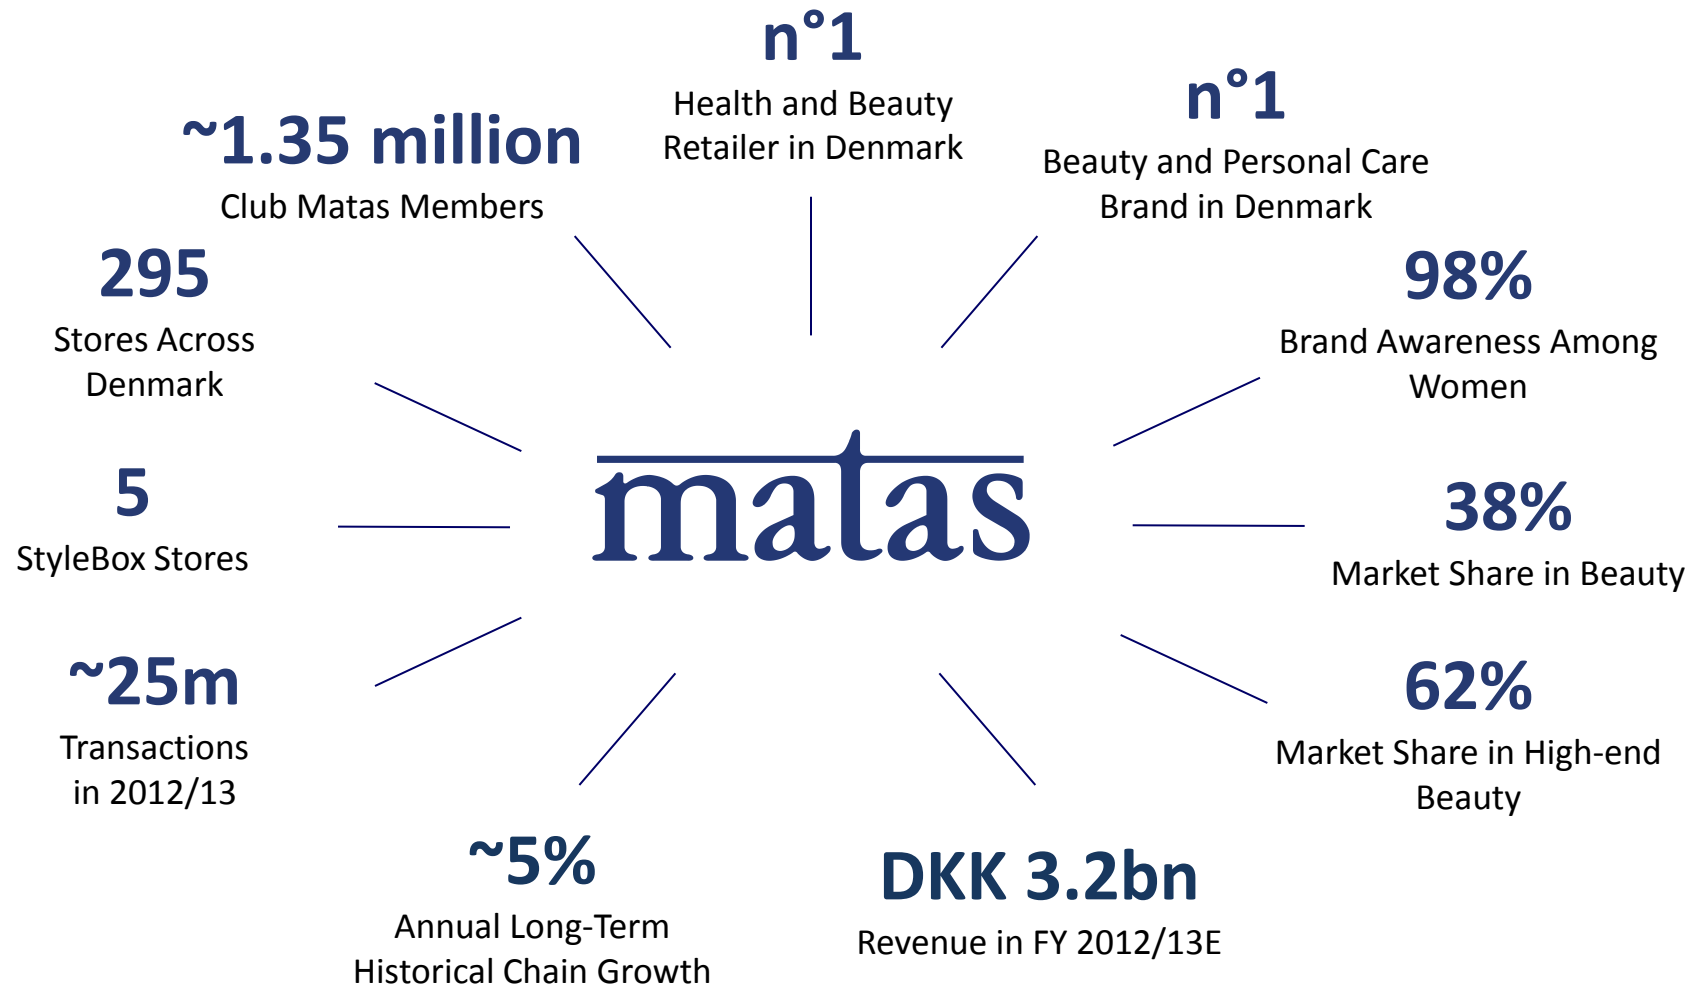 n°1
Health and Beauty
Retailer in Denmark
n°1
Beauty and Personal Care
Brand in Denmark
~1.35 million
Club Matas Members
295
Stores Across
Denmark
98%
Brand Awareness Among
Women
matas
5
StyleBox Stores
38%
Market Share in Beauty
~25m
Transactions
in 2012/13
62%
Market Share in High-end
Beauty
~5%
Annual Long-Term
Historical Chain Growth
DKK 3.2bn
Revenue in FY 2012/13E